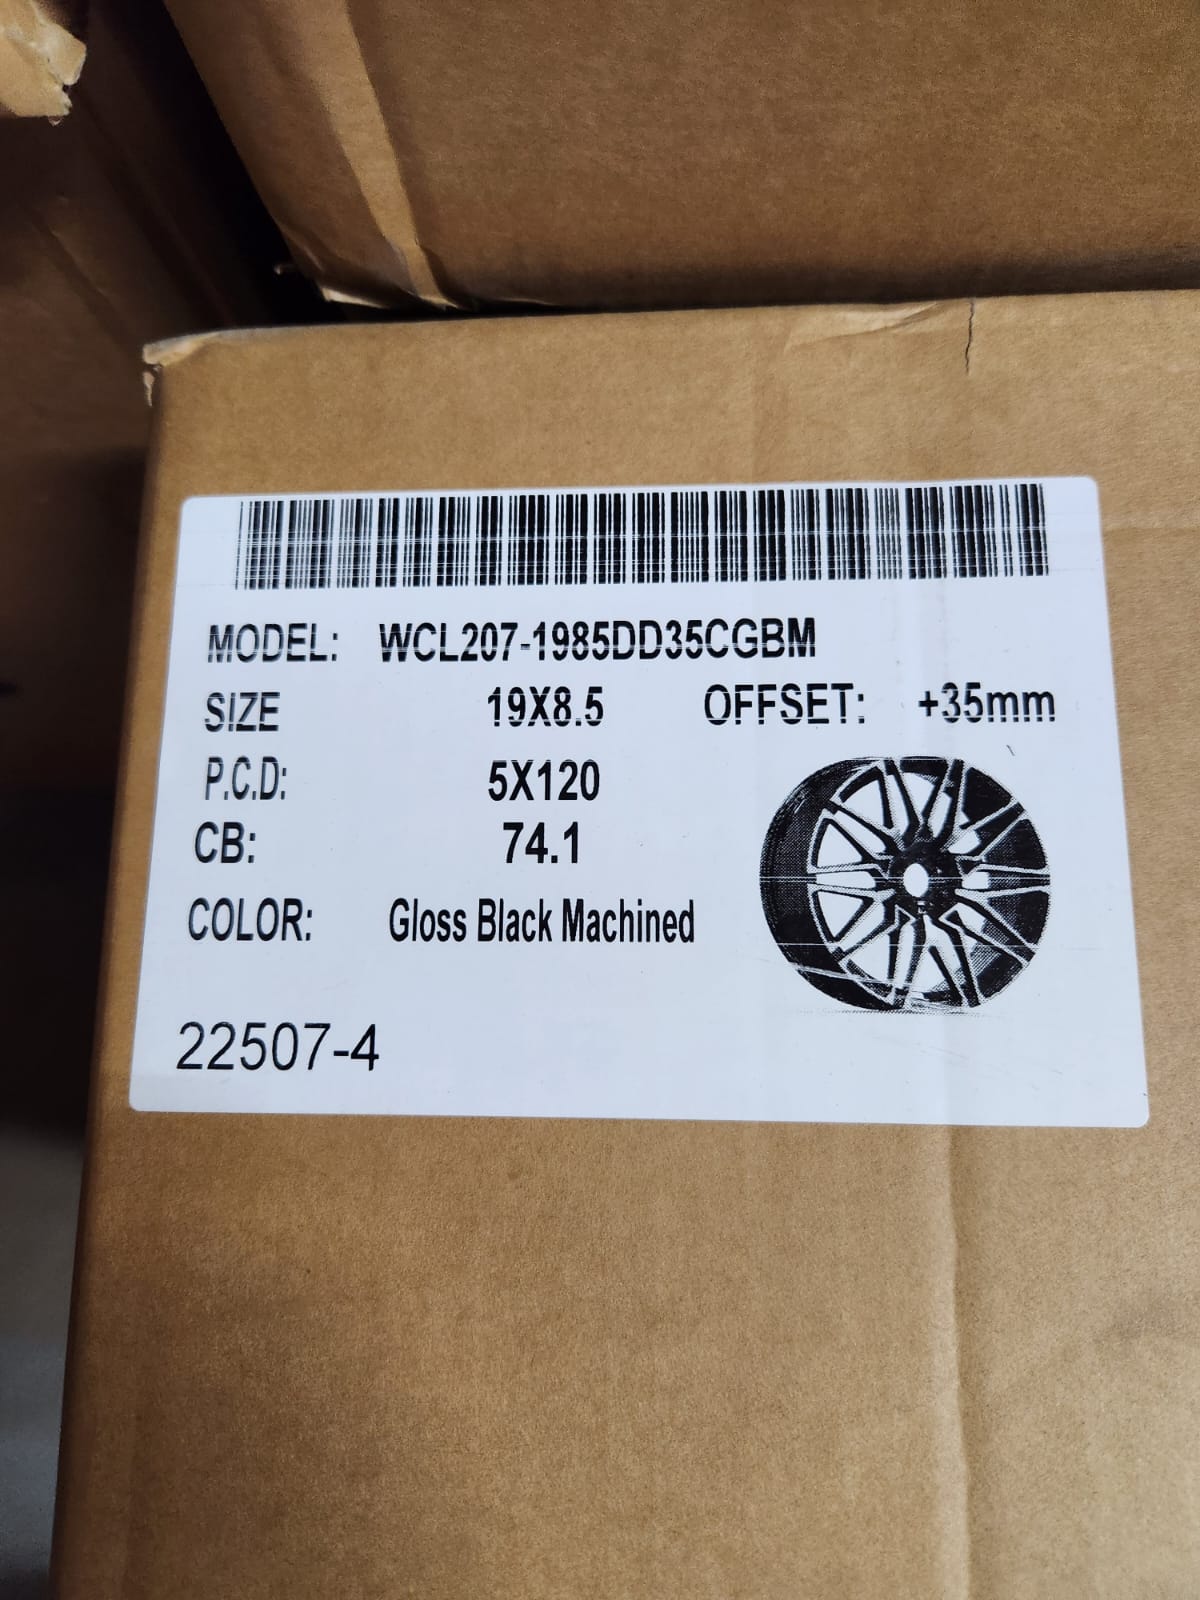 MODEL: WCL207-1985DD35CGBM
SIZE 19X8.5 OFFSET: +35mm
P.C.D: 5X120
CB: 74.1
COLOR: Gloss Black Machined
22507-4